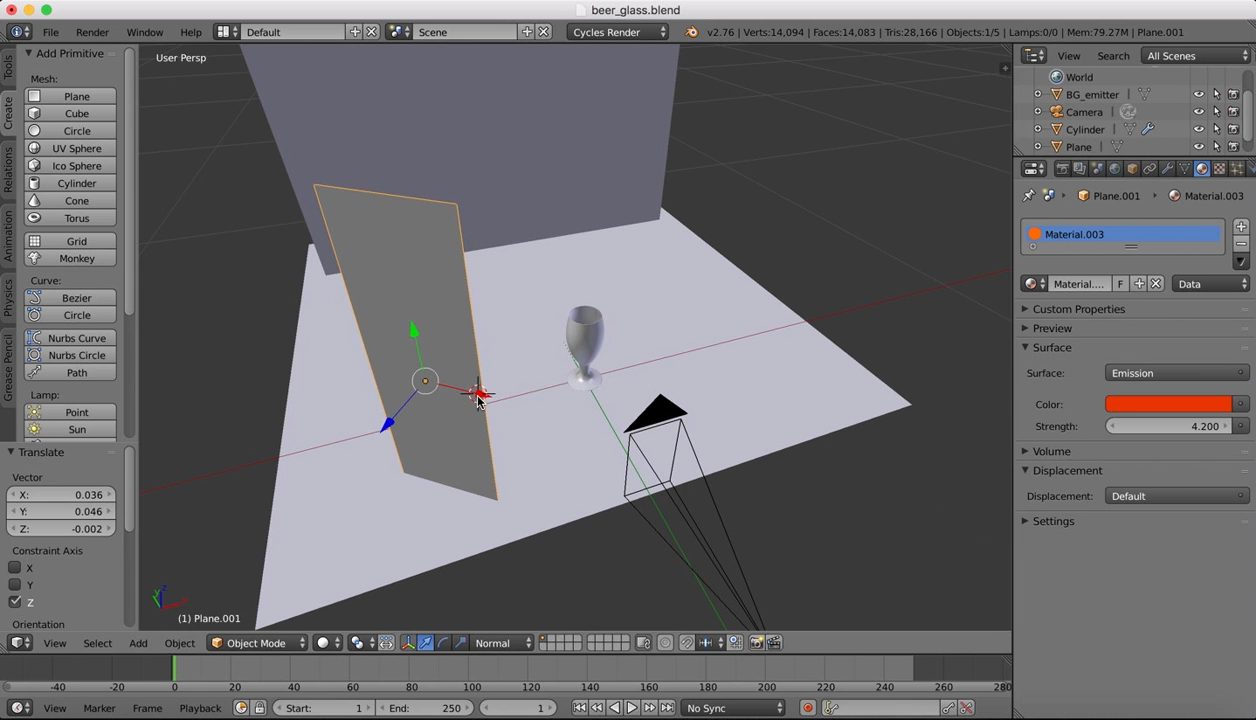 beer_glass.blend
File Render Window Help Default Scene Cycles Render v2.76 | Verts:14,094 | Faces:14,083 | Tris:28,166 | Objects:1/5 | Lamps:0/0 | Mem:79.27M | Plane.001
Tools
Create
Relations
Animation
Physics
Grease Pencil
Add Primitive
Mesh:
Plane
Cube
Circle
UV Sphere
Ico Sphere
Cylinder
Cone
Torus
Grid
Monkey
Curve:
Bezier
Circle
Nurbs Curve
Nurbs Circle
Path
Lamp:
Point
Sun
Translate
Vector
X: 0.036
Y: 0.046
Z: -0.002
Constraint Axis
X
Y
Z
Orientation
User Persp
(1) Plane.001
View Select Add Object Object Mode Normal
-40 -20 0 20 40 60 80 100 120 140 160 180 200 220 240 260 280
View Marker Frame Playback Start: 1 End: 250 1 No Sync
View Search All Scenes
World
BG_emitter
Camera
Cylinder
Plane
Plane.001 Material.003
Material.003
Material.... F Data
Custom Properties
Preview
Surface
Surface: Emission
Color:
Strength: 4.200
Volume
Displacement
Displacement: Default
Settings